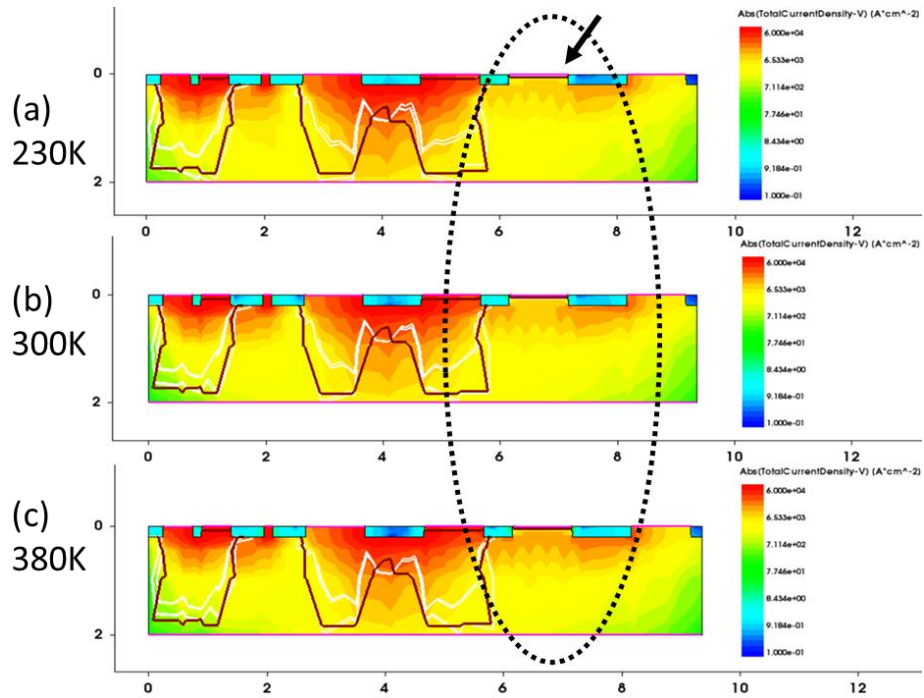 Abs(TotalCurrentDensity-V) (A*cm^-2)
6.000e+04
6.533e+03
7.114e+02
7.746e+01
8.434e+00
9.184e-01
1.000e-01
(a)
230K
0
2
0 2 4 6 8 10 12
Abs(TotalCurrentDensity-V) (A*cm^-2)
6.000e+04
6.533e+03
7.114e+02
7.746e+01
8.434e+00
9.184e-01
1.000e-01
(b)
300K
0
2
0 2 4 6 8 10 12
Abs(TotalCurrentDensity-V) (A*cm^-2)
6.000e+04
6.533e+03
7.114e+02
7.746e+01
8.434e+00
9.184e-01
1.000e-01
(c)
380K
0
2
0 2 4 6 8 10 12